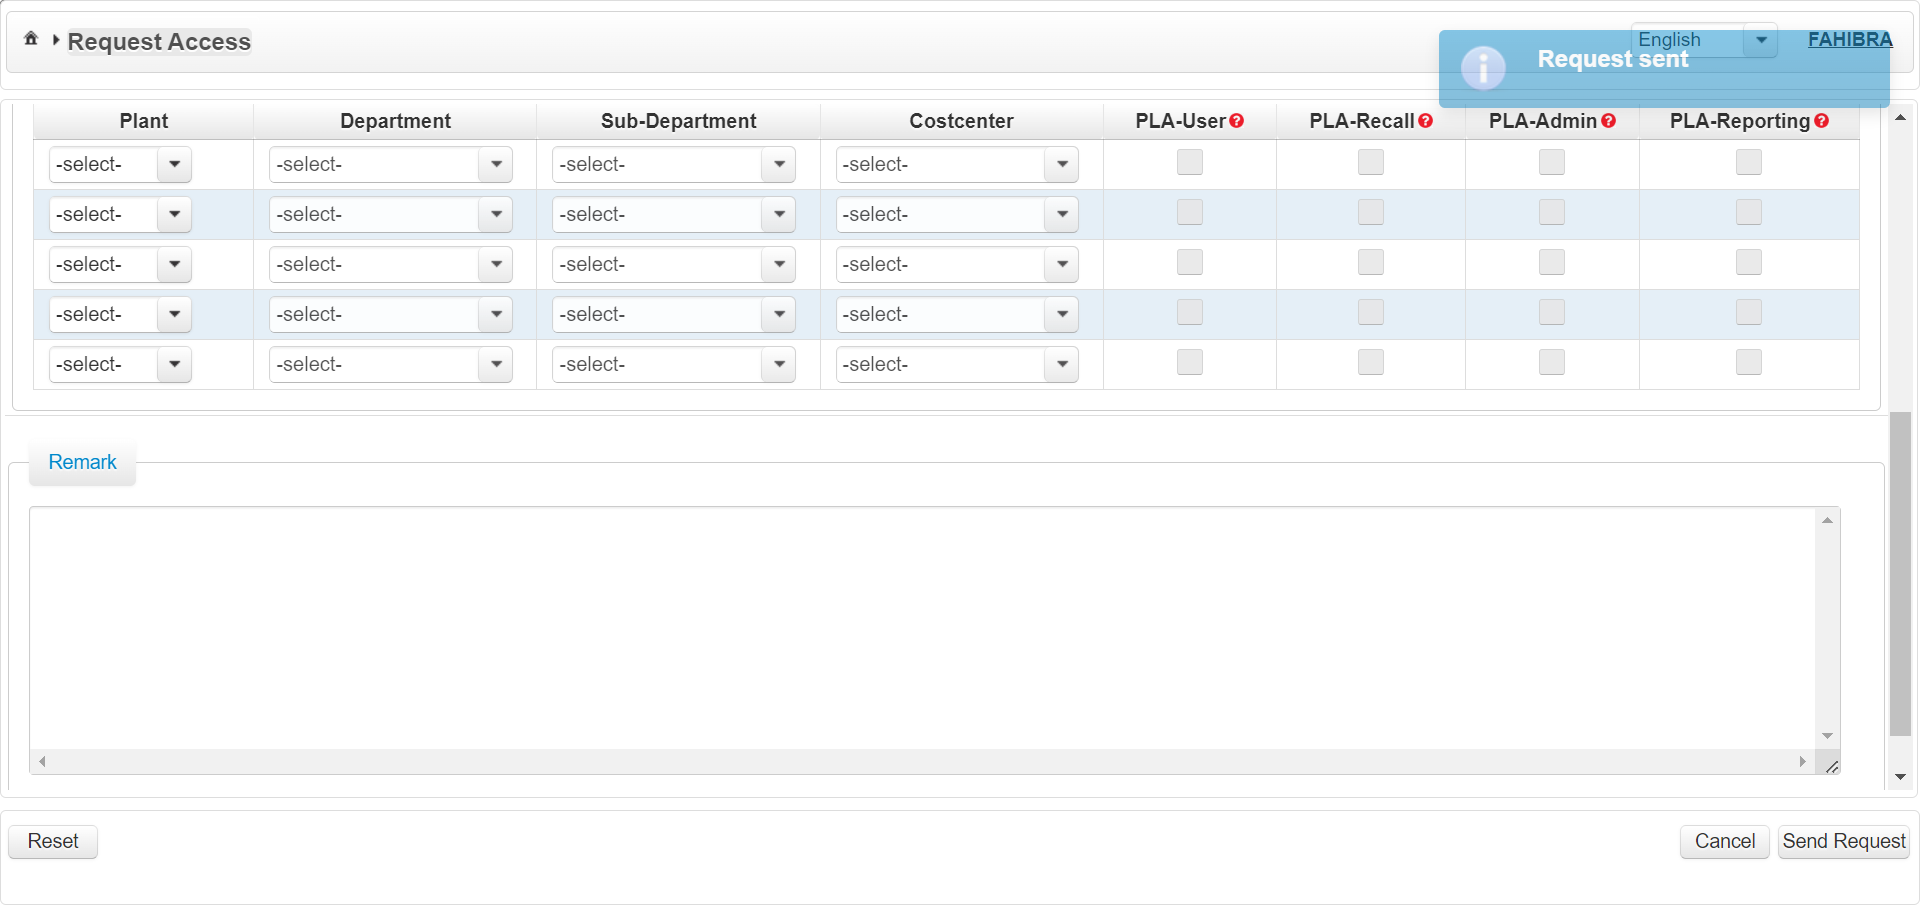 Request Access
English
FAHIBRA
Request sent
Plant Department Sub-Department Costcenter PLA-User? PLA-Recall? PLA-Admin? PLA-Reporting?
-select- -select- -select- -select-
-select- -select- -select- -select-
-select- -select- -select- -select-
-select- -select- -select- -select-
-select- -select- -select- -select-
Remark
Reset Cancel Send Request